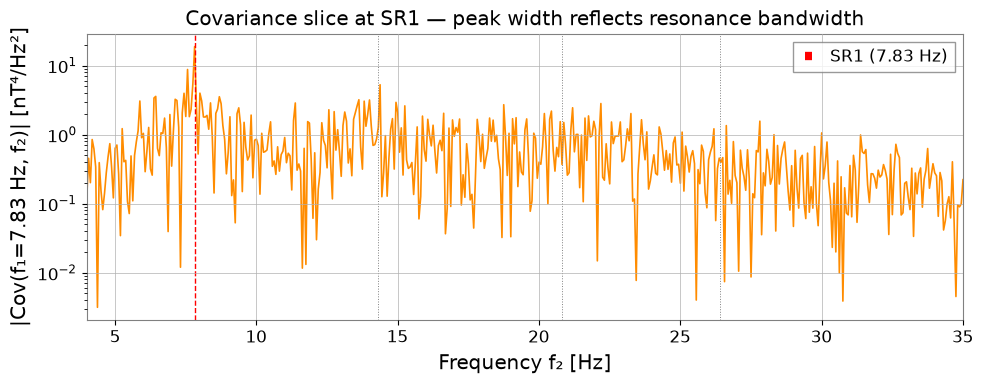 Covariance slice at SR1 — peak width reflects resonance bandwidth
|Cov(f₁=7.83 Hz, f₂)| [nT⁴/Hz²]
10¹
10⁰
10⁻¹
10⁻²
SR1 (7.83 Hz)
5 10 15 20 25 30 35
Frequency f₂ [Hz]